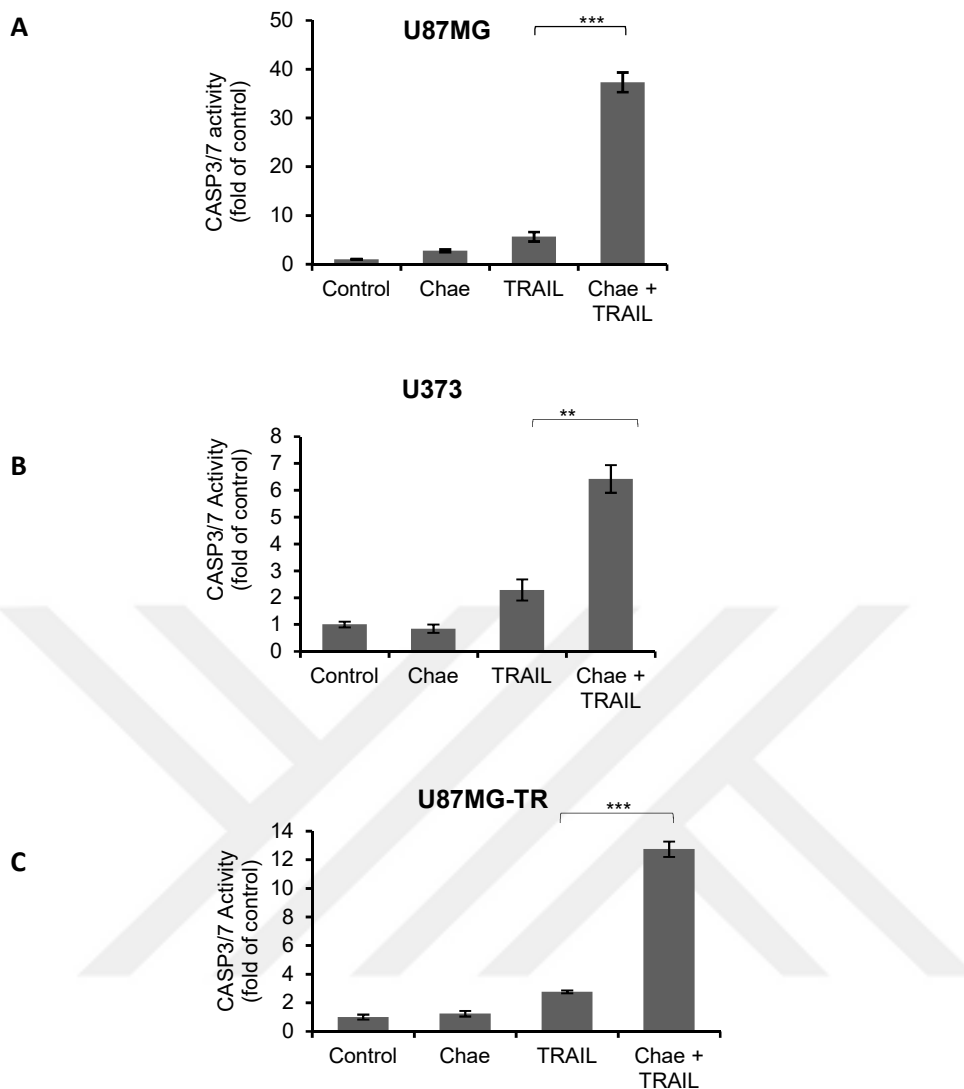 A
U87MG
***
CASP3/7 activity
(fold of control)
50
40
30
20
10
0
Control
Chae
TRAIL
Chae +
TRAIL
B
U373
**
CASP3/7 Activity
(fold of control)
8
7
6
5
4
3
2
1
0
Control
Chae
TRAIL
Chae +
TRAIL
C
U87MG-TR
***
CASP3/7 Activity
(fold of control)
14
12
10
8
6
4
2
0
Control
Chae
TRAIL
Chae +
TRAIL